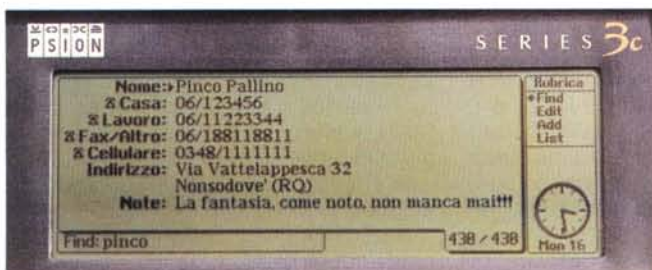 PSION
SERIES 3c
Nome: Pinco Pallino
Casa: 06/123456
Lavoro: 06/11223344
Fax/Altro: 06/188118811
Cellulare: 0348/1111111
Indirizzo: Via Vattelappesca 32
Nonsodove' (RQ)
Note: La fantasia, come noto, non manca mai!!!
Find: pinco
438 / 438
Rubrica
Find
Edit
Add
List
Mon 16